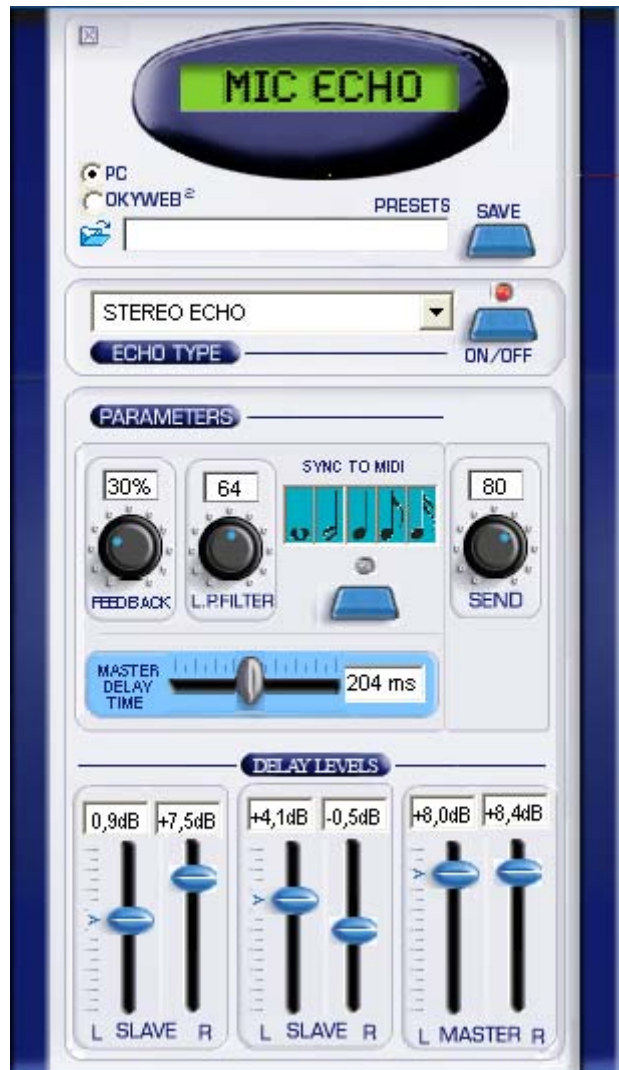 MIC ECHO
PC
OKYWEB²
PRESETS
SAVE
STEREO ECHO
ECHO TYPE
ON/OFF
PARAMETERS
SYNC TO MIDI
30%
64
80
FEEDBACK
L.P.FILTER
SEND
MASTER
DELAY
TIME
204 ms
DELAY LEVELS
0,9dB +7,5dB +4,1dB -0,5dB +8,0dB +8,4dB
L SLAVE R L SLAVE R L MASTER R